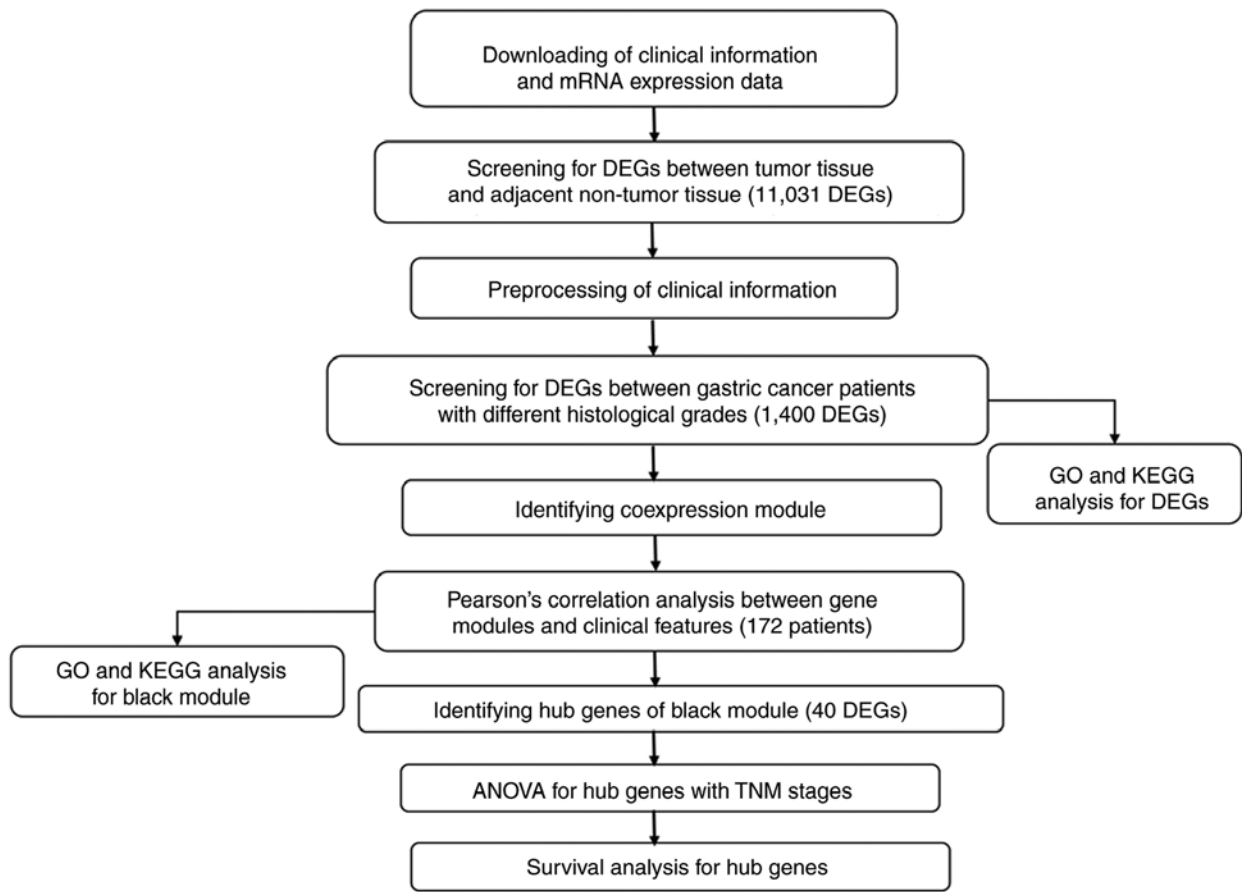 Downloading of clinical information
and mRNA expression data
Screening for DEGs between tumor tissue
and adjacent non-tumor tissue (11,031 DEGs)
Preprocessing of clinical information
Screening for DEGs between gastric cancer patients
with different histological grades (1,400 DEGs)
GO and KEGG
analysis for DEGs
Identifying coexpression module
Pearson's correlation analysis between gene
modules and clinical features (172 patients)
GO and KEGG analysis
for black module
Identifying hub genes of black module (40 DEGs)
ANOVA for hub genes with TNM stages
Survival analysis for hub genes